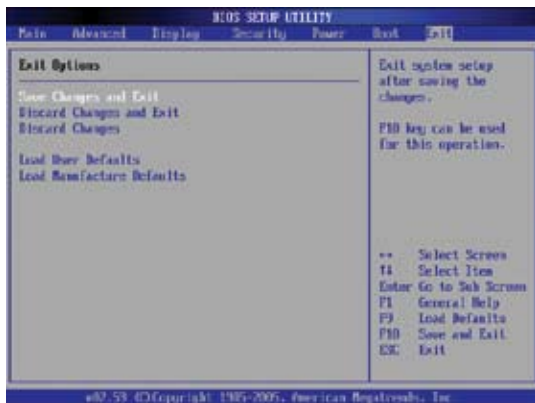 BIOS SETUP UTILITY
Main Advanced Display Security Power Boot Exit
Exit Options
Save Changes and Exit
Discard Changes and Exit
Discard Changes
Load User Defaults
Load Manufacture Defaults
Exit system setup
after saving the
changes.
F10 key can be used
for this operation.
↔ Select Screen
↑↓ Select Item
Enter Go to Sub Screen
F1 General Help
F9 Load Defaults
F10 Save and Exit
ESC Exit
v02.59 (C)Copyright 1985-2005, American Megatrends, Inc